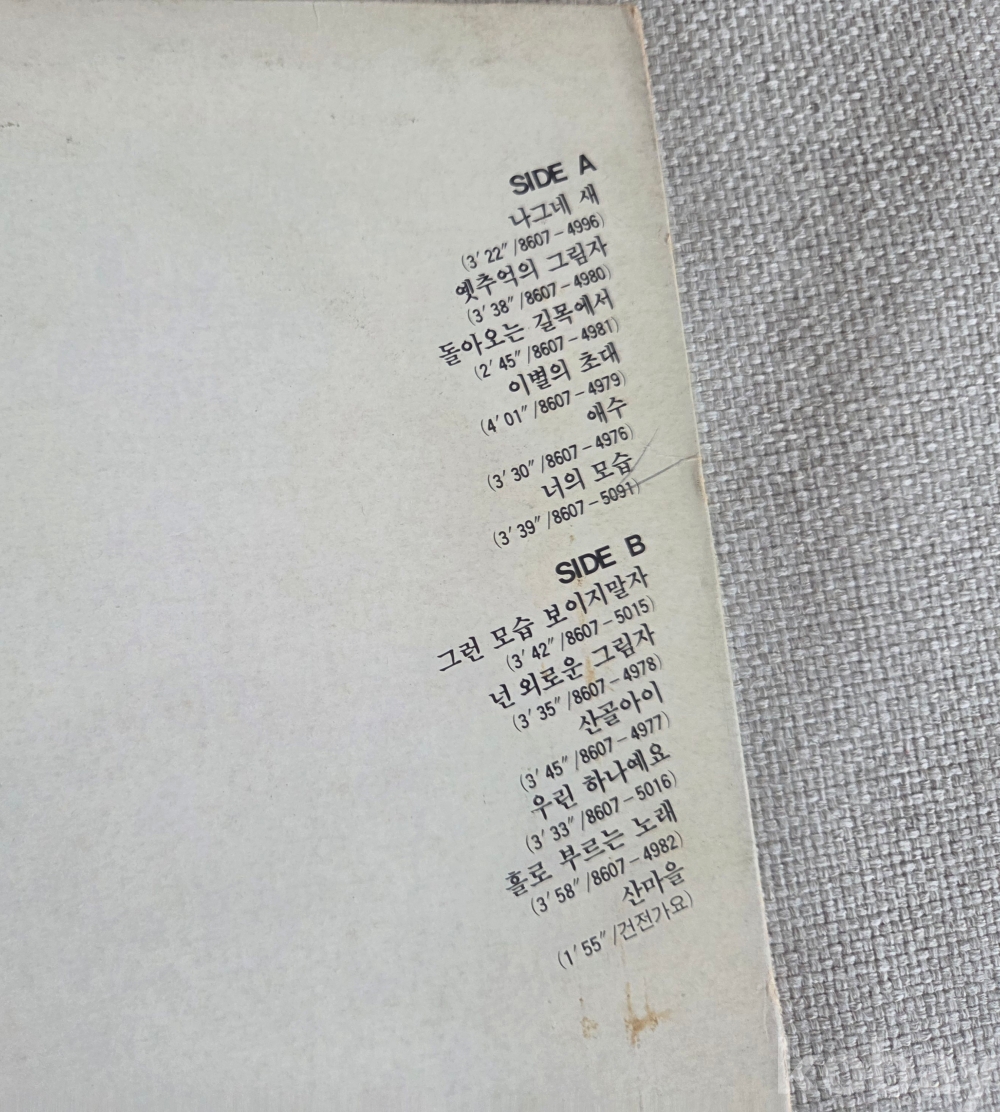 SIDE A
나그네 새
(3′ 22″ /8607–4996)
옛추억의 그림자
(3′ 38″ /8607–4980)
돌아오는 길목에서
(2′ 45″ /8607–4981)
이별의 초대
(4′ 01″ /8607–4979)
애수
(3′ 30″ /8607–4976)
너의 모습
(3′ 39″ /8607–5091)
SIDE B
그런 모습 보이지말자
(3′ 42″ /8607–5015)
넌 외로운 그림자
(3′ 35″ /8607–4978)
산골아이
(3′ 45″ /8607–4977)
우린 하나예요
(3′ 33″ /8607–5016)
홀로 부르는 노래
(3′ 58″ /8607–4982)
산마을
(1′ 55″ /건전가요)